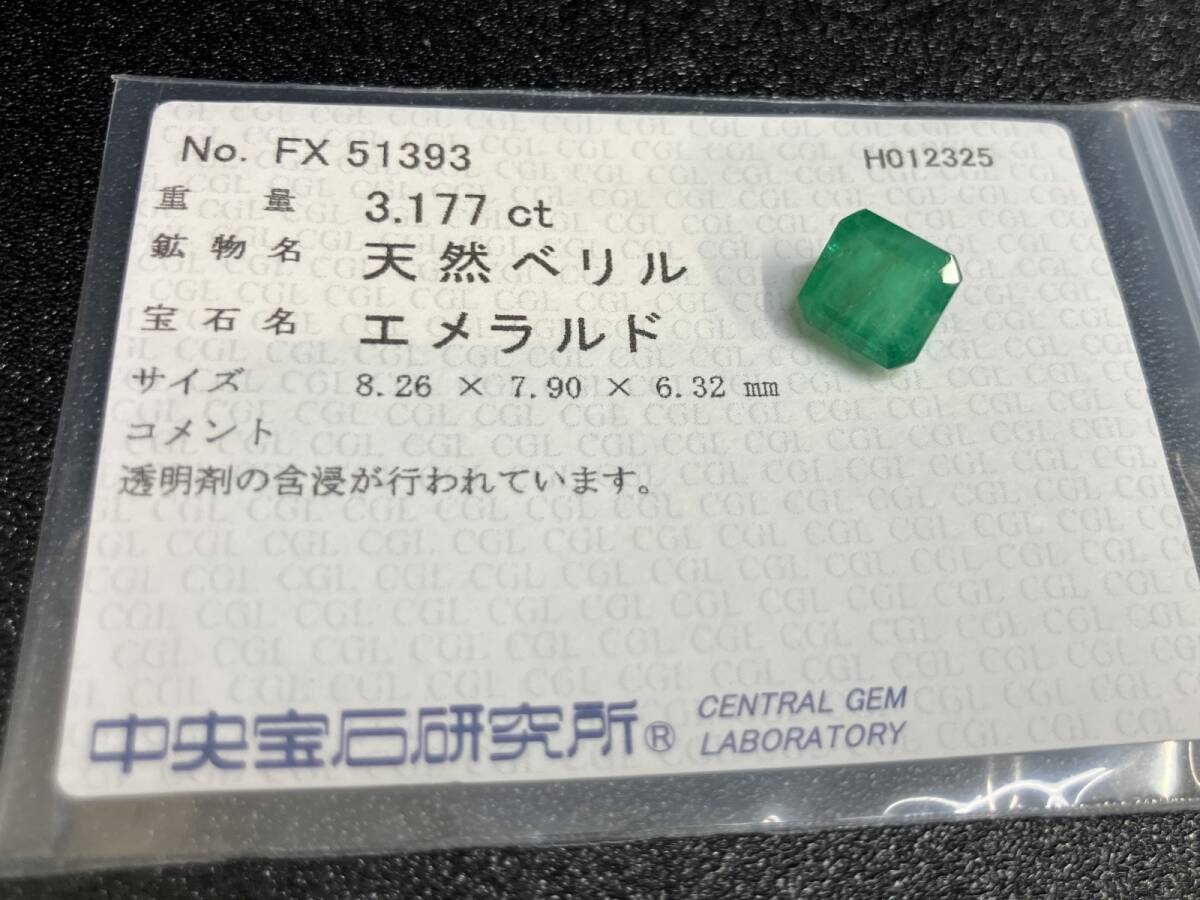 No. FX 51393 H012325
重量 3.177 ct
鉱物名 天然ベリル
宝石名 エメラルド
サイズ 8.26 × 7.90 × 6.32 mm
コメント
透明剤の含浸が行われています。
中央宝石研究所® CENTRAL GEM
LABORATORY